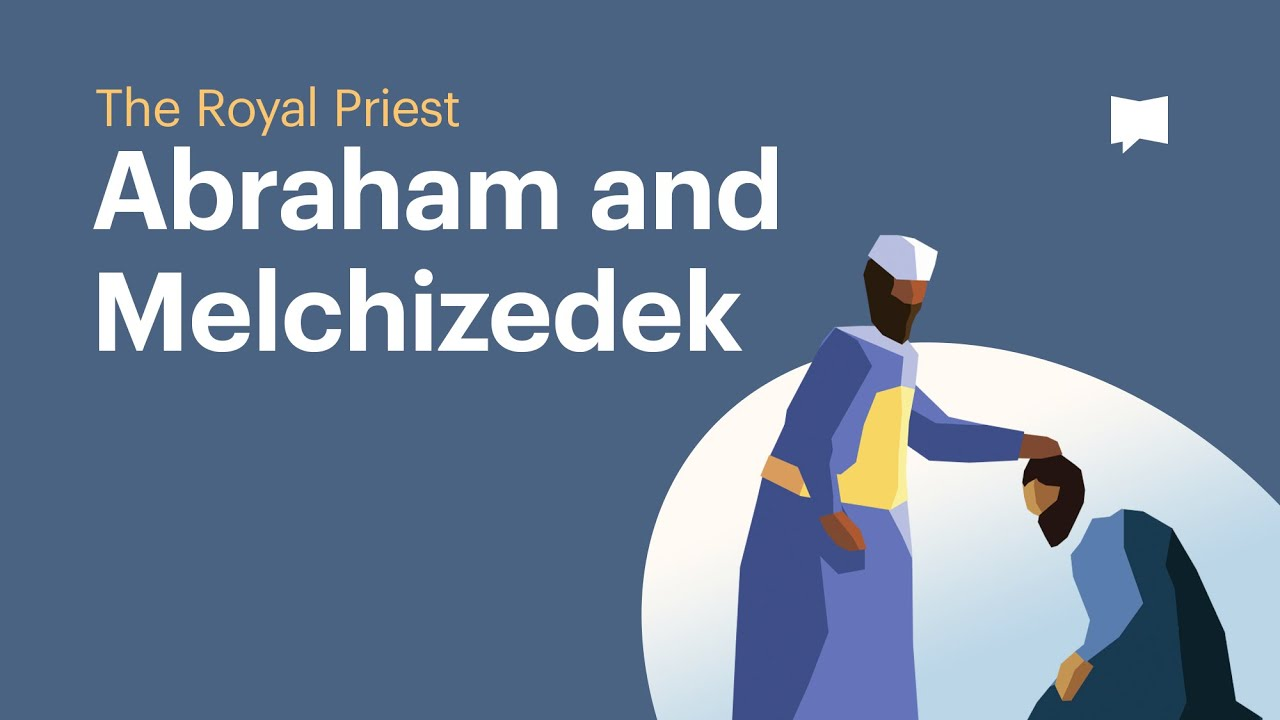 The Royal Priest
Abraham and
Melchizedek